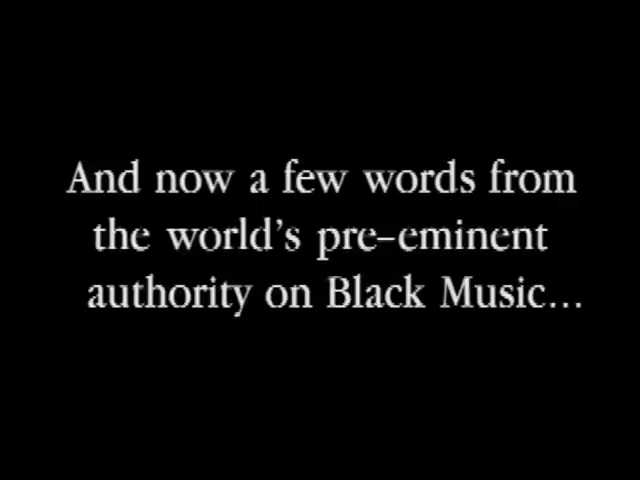 And now a few words from
the world's pre-eminent
authority on Black Music...